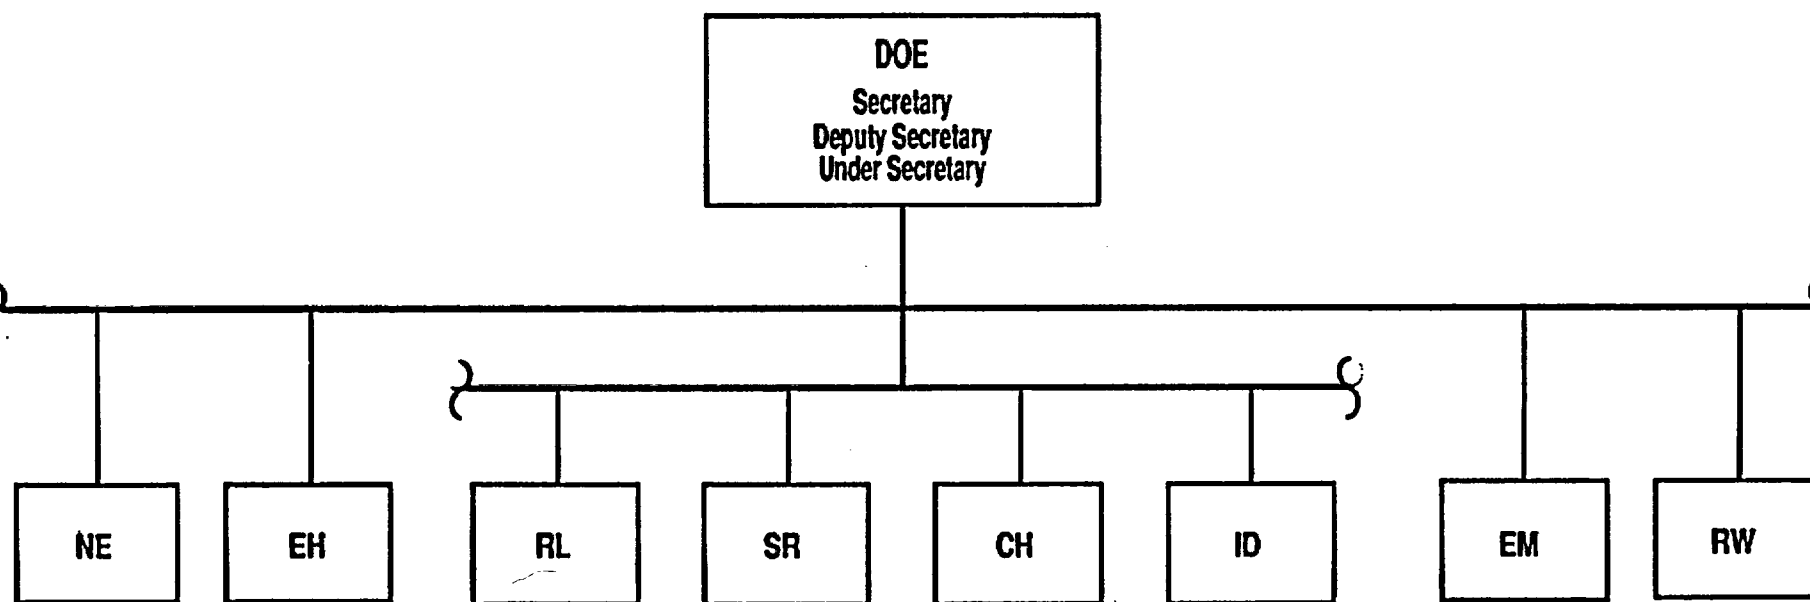 DOE
Secretary
Deputy Secretary
Under Secretary
NE
EH
RL
SR
CH
ID
EM
RW